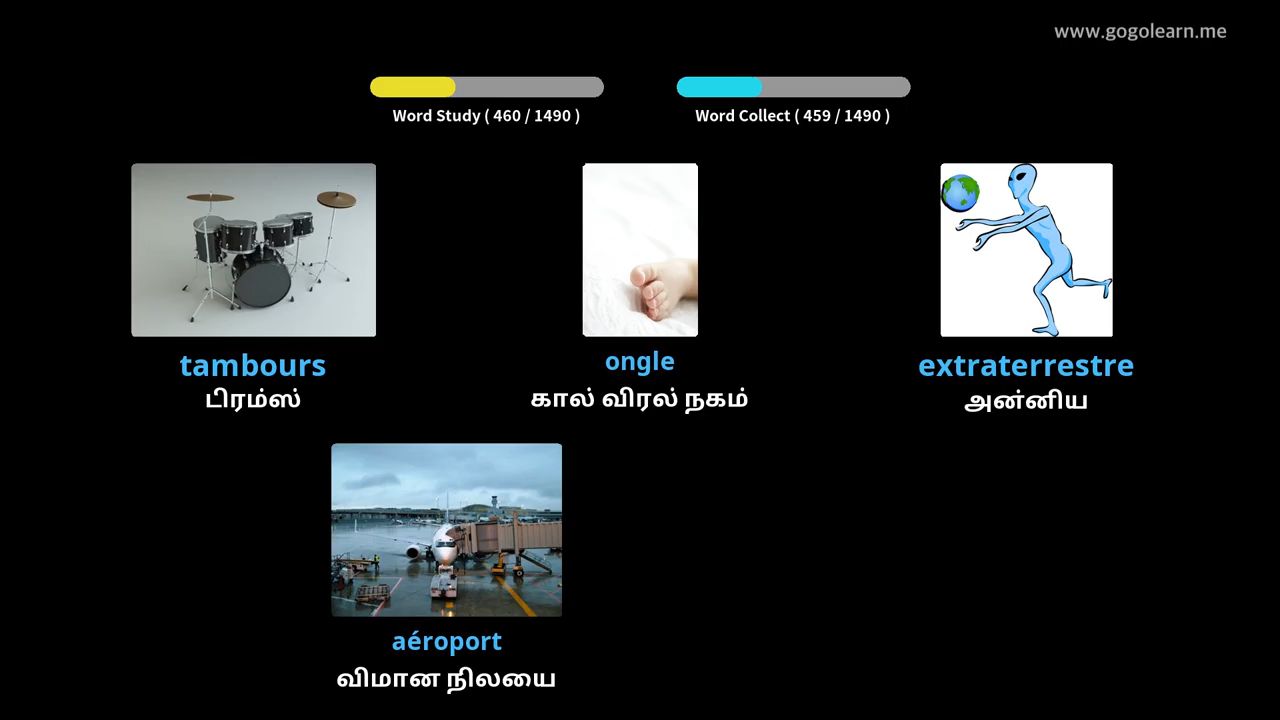 www.gogolearn.me
Word Study ( 460 / 1490 )
Word Collect ( 459 / 1490 )
tambours
டிரம்ஸ்
ongle
கால் விரல் நகம்
extraterrestre
அன்னிய
aéroport
விமான நிலயை